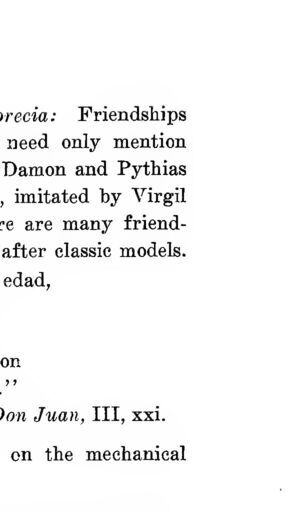 recia: Friendships
need only mention
Damon and Pythias
, imitated by Virgil
re are many friend-
after classic models.
edad,
on
."
Don Juan, III, xxi.
on the mechanical